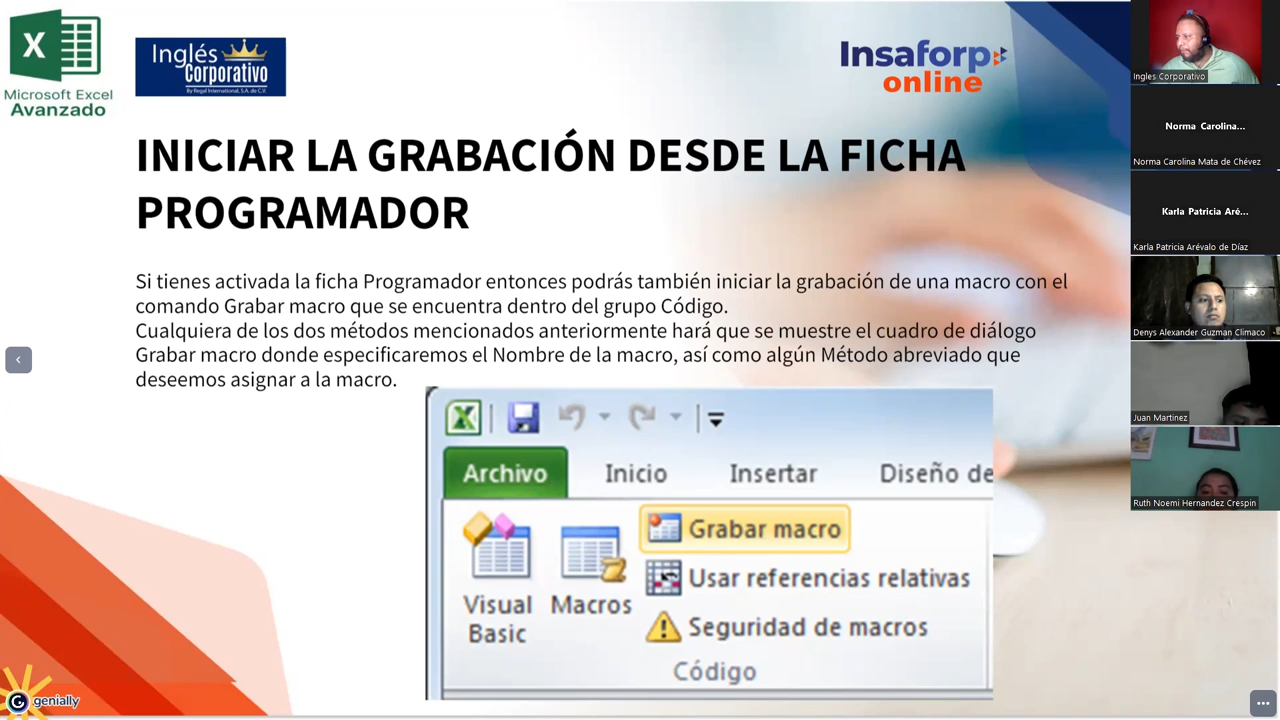 X
Microsoft Excel
Avanzado
Inglés
Corporativo
By Regal International, S.A. de C.V.
Insaforp
online
INICIAR LA GRABACIÓN DESDE LA FICHA
PROGRAMADOR
Si tienes activada la ficha Programador entonces podrás también iniciar la grabación de una macro con el
comando Grabar macro que se encuentra dentro del grupo Código.
Cualquiera de los dos métodos mencionados anteriormente hará que se muestre el cuadro de diálogo
Grabar macro donde especificaremos el Nombre de la macro, así como algún Método abreviado que
deseemos asignar a la macro.
Archivo Inicio Insertar Diseño de
Visual
Basic
Macros
Grabar macro
Usar referencias relativas
Seguridad de macros
Código
genially
Ingles Corporativo
Norma Carolina...
Norma Carolina Mata de Chévez
Karla Patricia Aré...
Karla Patricia Arévalo de Díaz
Denys Alexander Guzman Climaco
Juan Martinez
Ruth Noemi Hernandez Crespin